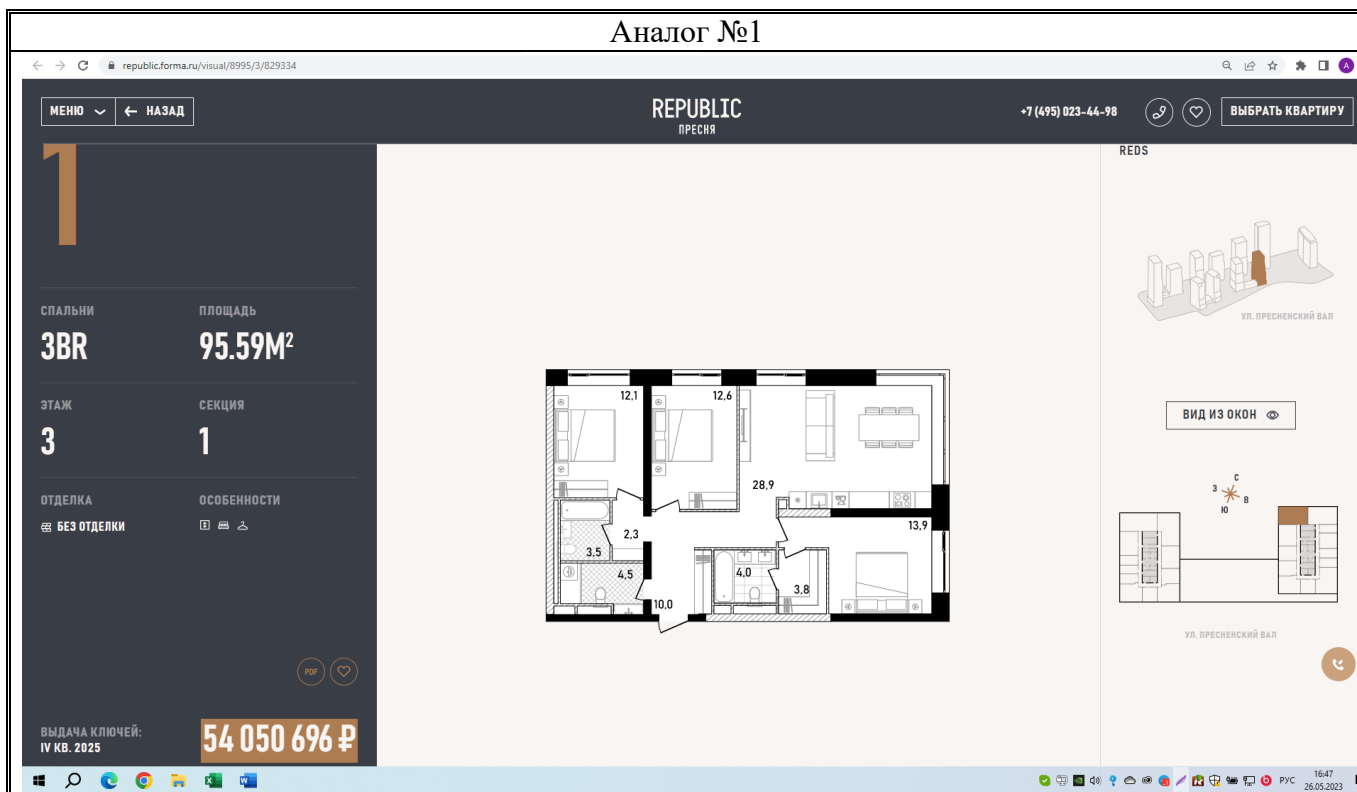 Аналог №1
republic.forma.ru/visual/8995/3/829334
МЕНЮ
← НАЗАД
REPUBLIC
ПРЕСНЯ
+7 (495) 023-44-98
ВЫБРАТЬ КВАРТИРУ
1
СПАЛЬНИ
ПЛОЩАДЬ
3BR
95.59М²
ЭТАЖ
СЕКЦИЯ
3
1
ОТДЕЛКА
ОСОБЕННОСТИ
БЕЗ ОТДЕЛКИ
PDF
ВЫДАЧА КЛЮЧЕЙ:
IV КВ. 2025
54 050 696 ₽
12,1
12,6
28,9
13,9
2,3
3,5
4,5
4,0
3,8
10,0
REDS
УЛ. ПРЕСНЕНСКИЙ ВАЛ
ВИД ИЗ ОКОН
С
З
В
Ю
УЛ. ПРЕСНЕНСКИЙ ВАЛ
РУС
16:47
26.05.2023